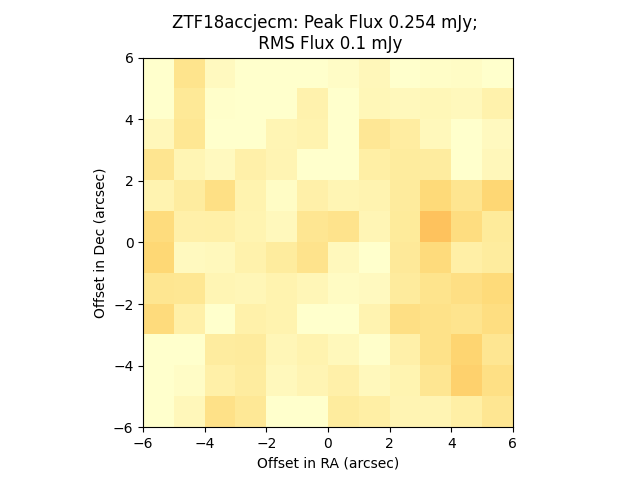 ZTF18accjecm: Peak Flux 0.254 mJy;
RMS Flux 0.1 mJy
6
4
2
0
−2
−4
−6
Offset in Dec (arcsec)
−6 −4 −2 0 2 4 6
Offset in RA (arcsec)